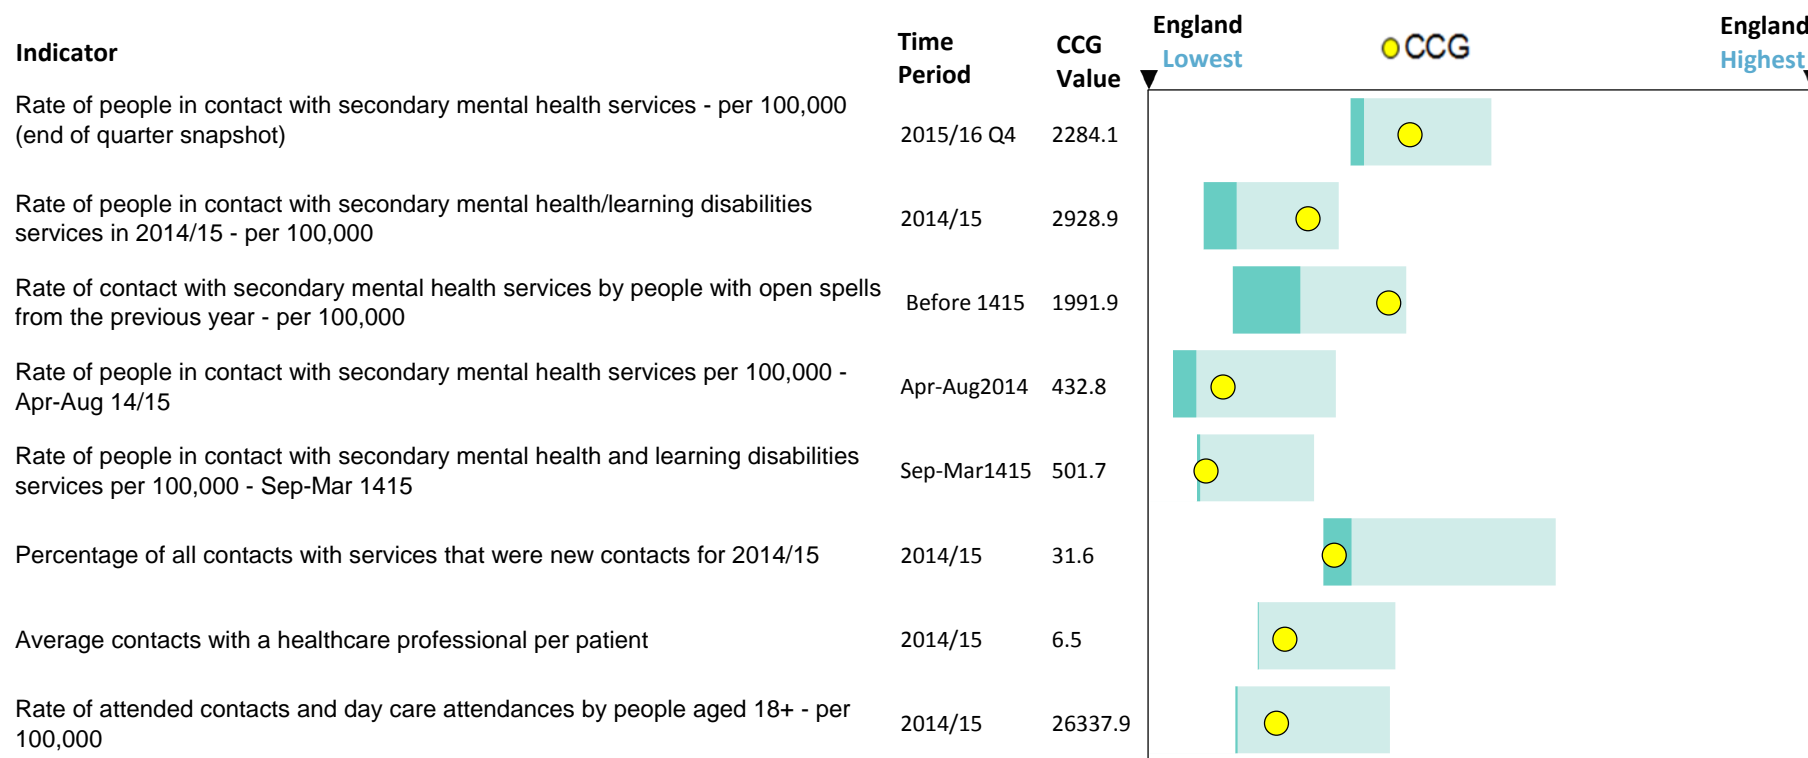 Indicator
Time Period
CCG Value
England Lowest
CCG
England Highest
Rate of people in contact with secondary mental health services - per 100,000
(end of quarter snapshot)
2015/16 Q4 2284.1
Rate of people in contact with secondary mental health/learning disabilities
services in 2014/15 - per 100,000
2014/15 2928.9
Rate of contact with secondary mental health services by people with open spells
from the previous year - per 100,000
Before 1415 1991.9
Rate of people in contact with secondary mental health services per 100,000 -
Apr-Aug 14/15
Apr-Aug2014 432.8
Rate of people in contact with secondary mental health and learning disabilities
services per 100,000 - Sep-Mar 1415
Sep-Mar1415 501.7
Percentage of all contacts with services that were new contacts for 2014/15
2014/15 31.6
Average contacts with a healthcare professional per patient
2014/15 6.5
Rate of attended contacts and day care attendances by people aged 18+ - per
100,000
2014/15 26337.9